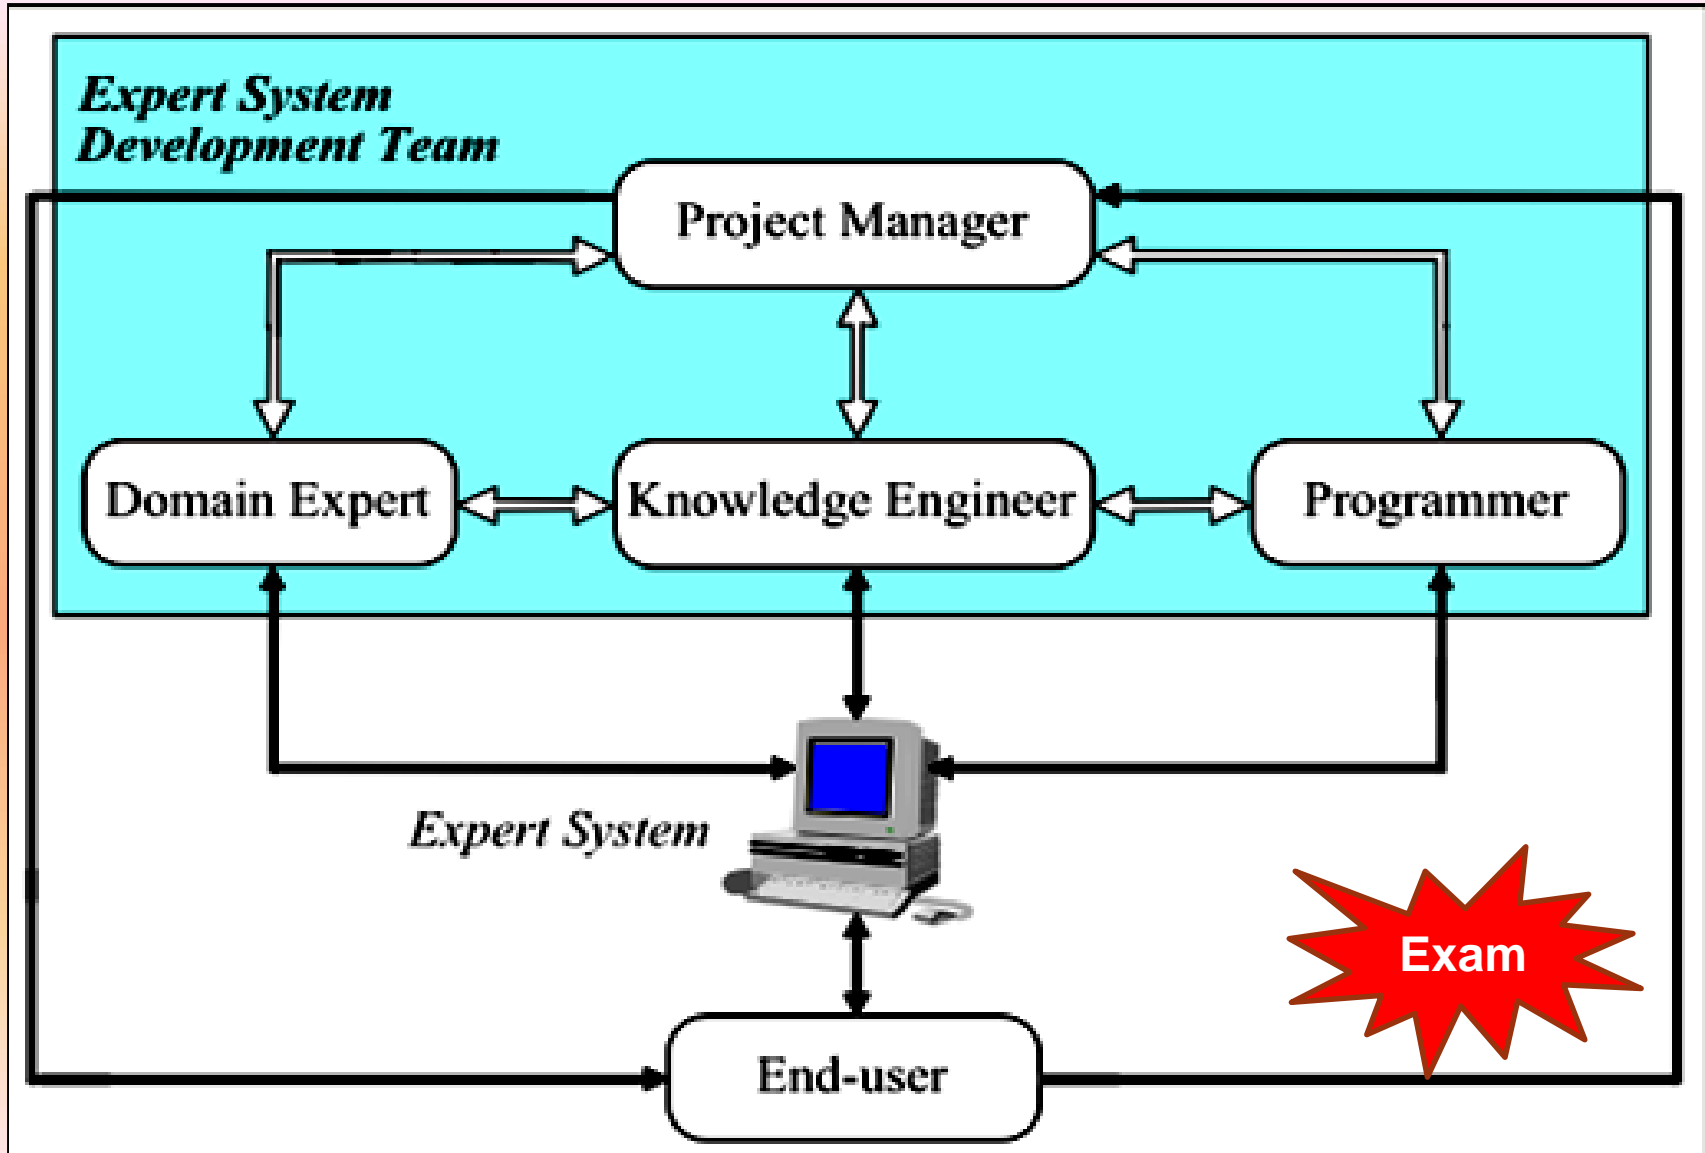 Expert System
Development Team
Project Manager
Domain Expert
Knowledge Engineer
Programmer
Expert System
Exam
End-user